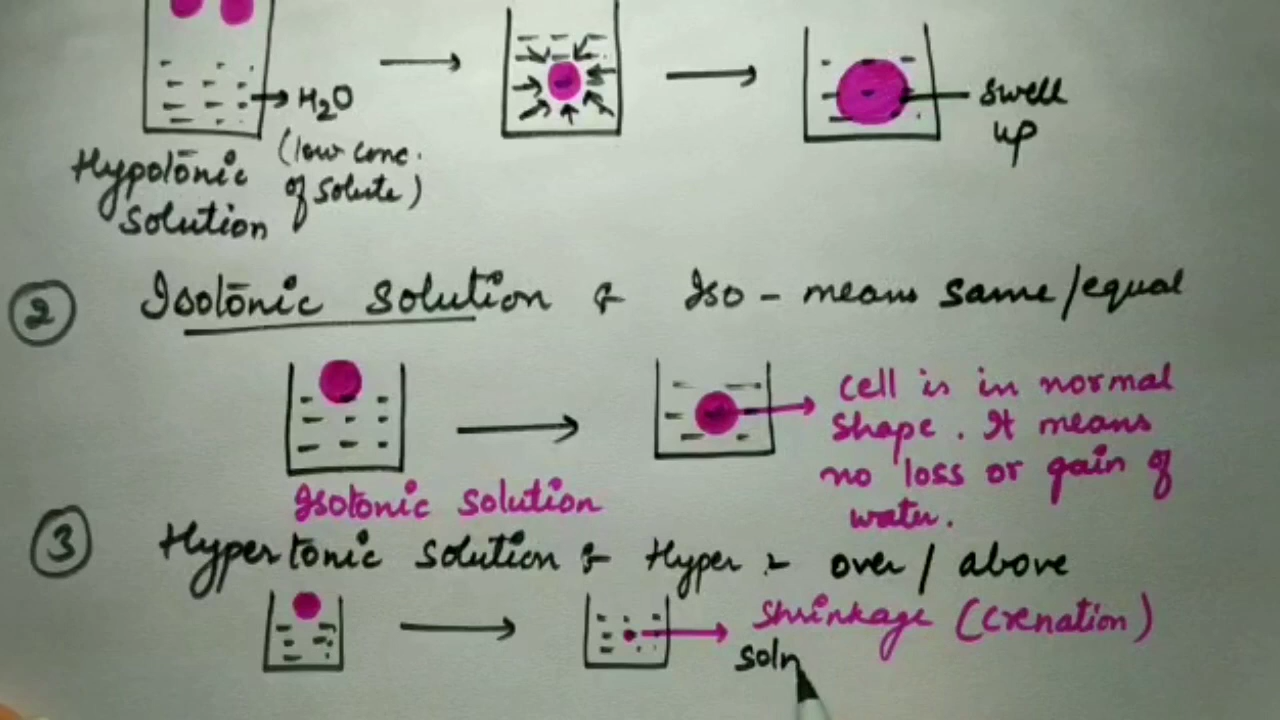 H₂O
swell
up
Hypotonic
solution
(low conc.
of solute)
2 Isotonic solution :- Iso - means same/equal
cell is in normal
shape. It means
no loss or gain of
water.
Isotonic solution
3 Hypertonic solution :- Hyper :- over / above
Shrinkage (crenation)
soln